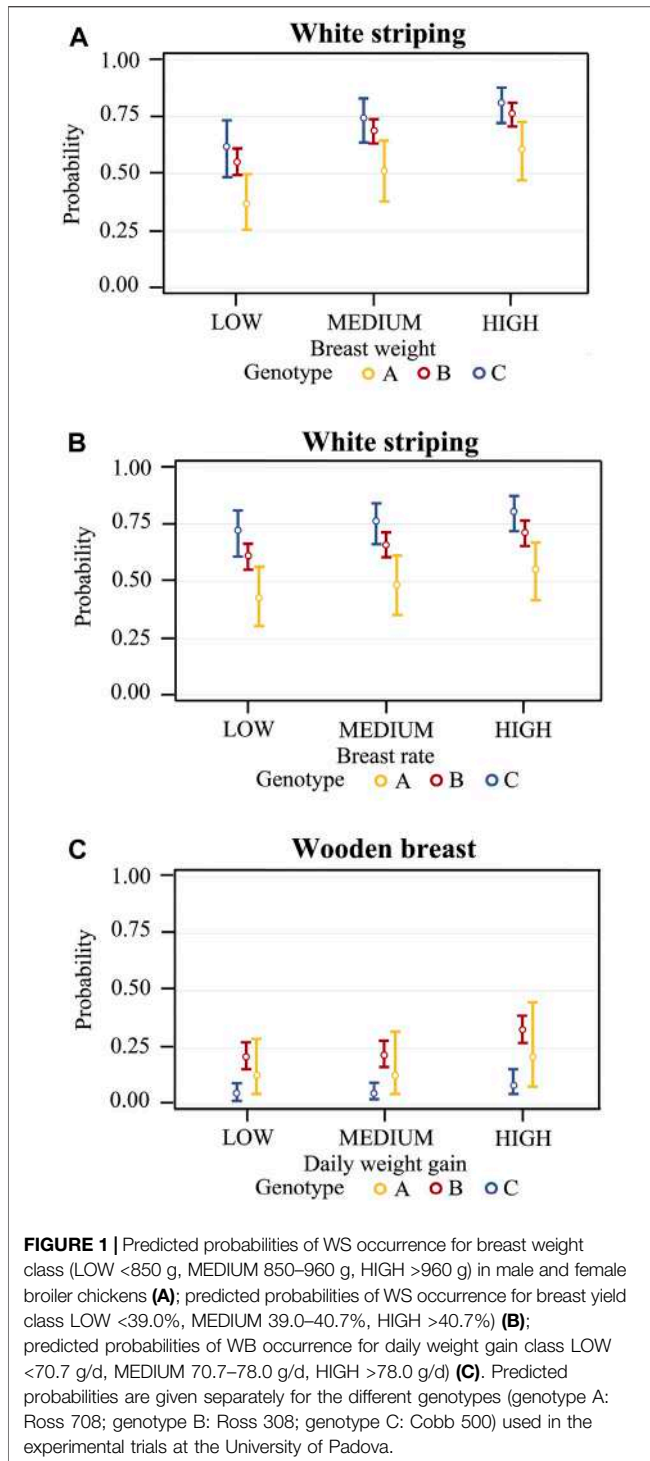 A
White striping
1.00
0.75
0.50
0.25
0.00
Probability
LOW MEDIUM HIGH
Breast weight
Genotype A B C
B
White striping
1.00
0.75
0.50
0.25
0.00
Probability
LOW MEDIUM HIGH
Breast rate
Genotype A B C
C
Wooden breast
1.00
0.75
0.50
0.25
0.00
Probability
LOW MEDIUM HIGH
Daily weight gain
Genotype A B C
FIGURE 1 | Predicted probabilities of WS occurrence for breast weight
class (LOW <850 g, MEDIUM 850–960 g, HIGH >960 g) in male and female
broiler chickens (A); predicted probabilities of WS occurrence for breast yield
class LOW <39.0%, MEDIUM 39.0–40.7%, HIGH >40.7%) (B);
predicted probabilities of WB occurrence for daily weight gain class LOW
<70.7 g/d, MEDIUM 70.7–78.0 g/d, HIGH >78.0 g/d) (C). Predicted
probabilities are given separately for the different genotypes (genotype A:
Ross 708; genotype B: Ross 308; genotype C: Cobb 500) used in the
experimental trials at the University of Padova.